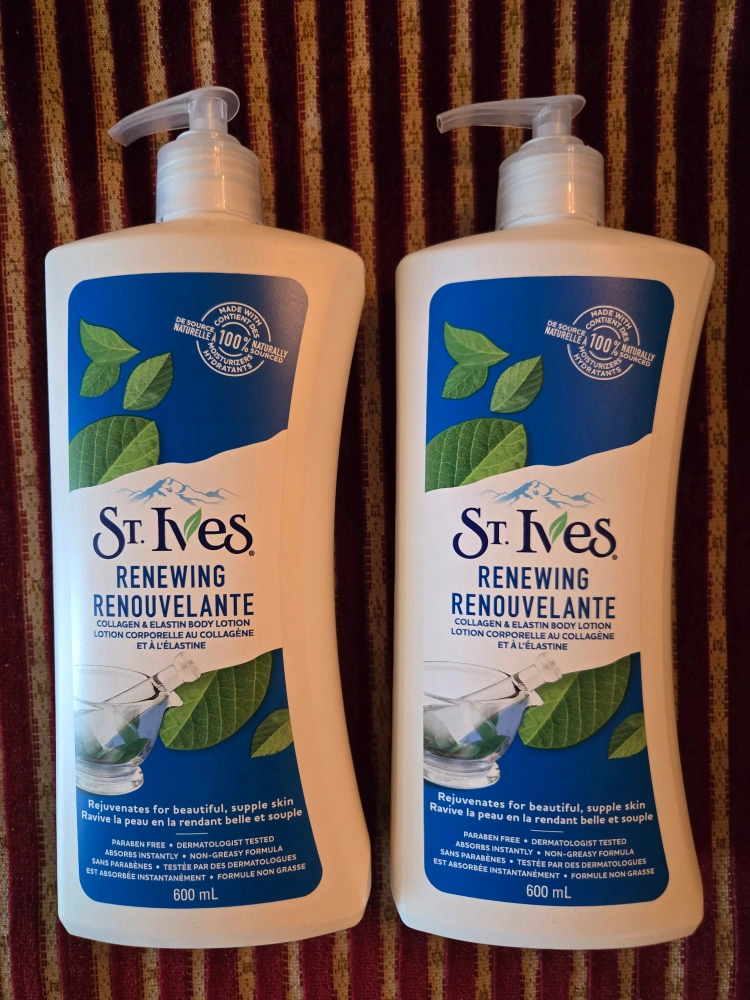 MADE WITH
CONTIENT DES
DE SOURCE
NATURELLE À 100% NATURALLY
SOURCED
MOISTURIZERS
HYDRATANTS
ST. IVES®
RENEWING
RENOUVELANTE
COLLAGEN & ELASTIN BODY LOTION
LOTION CORPORELLE AU COLLAGÈNE
ET À L'ÉLASTINE
Rejuvenates for beautiful, supple skin
Ravive la peau en la rendant belle et souple
PARABEN FREE • DERMATOLOGIST TESTED
ABSORBS INSTANTLY • NON-GREASY FORMULA
SANS PARABÈNES • TESTÉE PAR DES DERMATOLOGUES
EST ABSORBÉE INSTANTANÉMENT • FORMULE NON GRASSE
600 mL
MADE WITH
CONTIENT DES
DE SOURCE
NATURELLE À 100% NATURALLY
SOURCED
MOISTURIZERS
HYDRATANTS
ST. IVES®
RENEWING
RENOUVELANTE
COLLAGEN & ELASTIN BODY LOTION
LOTION CORPORELLE AU COLLAGÈNE
ET À L'ÉLASTINE
Rejuvenates for beautiful, supple skin
Ravive la peau en la rendant belle et souple
PARABEN FREE • DERMATOLOGIST TESTED
ABSORBS INSTANTLY • NON-GREASY FORMULA
SANS PARABÈNES • TESTÉE PAR DES DERMATOLOGUES
EST ABSORBÉE INSTANTANÉMENT • FORMULE NON GRASSE
600 mL